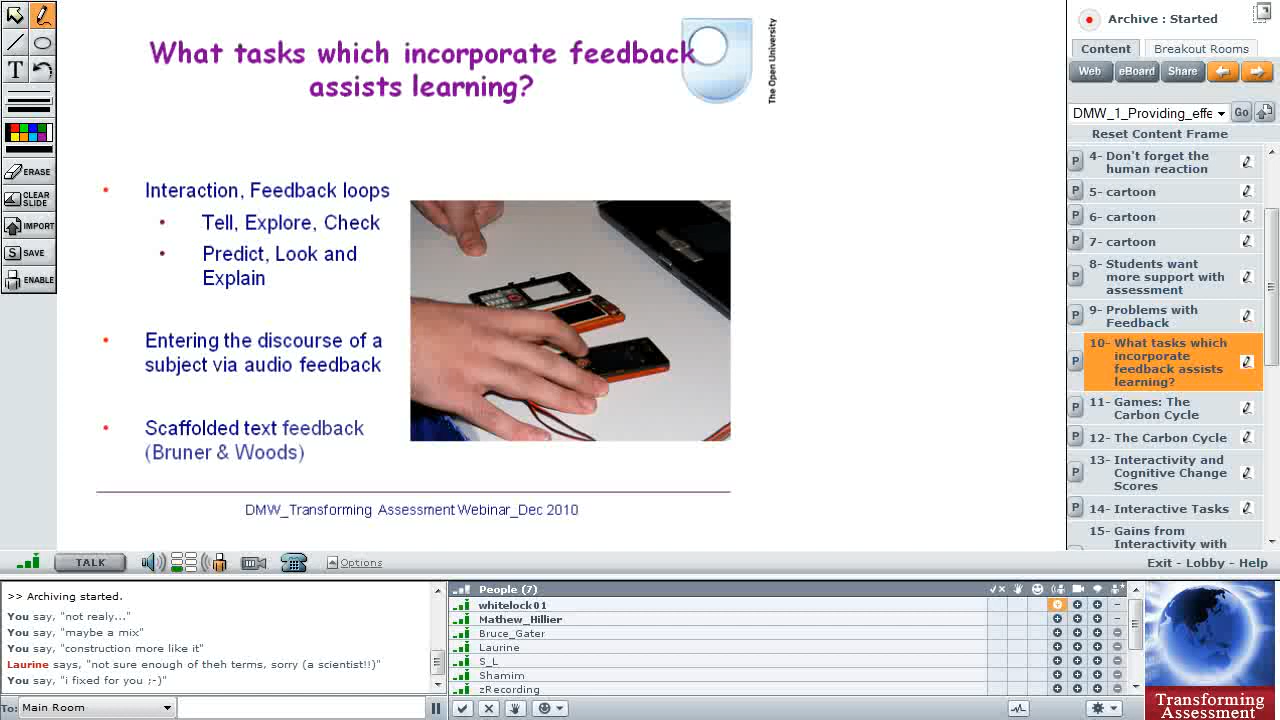 What tasks which incorporate feedback
assists learning?
The Open University
Interaction, Feedback loops
Tell, Explore, Check
Predict, Look and
Explain
Entering the discourse of a
subject via audio feedback
Scaffolded text feedback
(Bruner & Woods)
DMW_Transforming Assessment Webinar_Dec 2010
T
ERASE
CLEAR
SLIDE
IMPORT
S SAVE
ENABLE
Archive : Started
Content
Breakout Rooms
Web
eBoard
Share
DMW_1_Providing_effe
Go
Reset Content Frame
P 4- Don't forget the
human reaction
P 5- cartoon
P 6- cartoon
P 7- cartoon
P 8- Students want
more support with
assessment
P 9- Problems with
Feedback
P 10- What tasks which
incorporate
feedback assists
learning?
P 11- Games: The
Carbon Cycle
P 12- The Carbon Cycle
P 13- Interactivity and
Cognitive Change
Scores
P 14- Interactive Tasks
15- Gains from
Interactivity with
TALK
Options
Exit - Lobby - Help
>> Archiving started.
You say, "not realy..."
You say, "maybe a mix"
You say, "construction more like it"
Laurine says, "not sure enough of theh terms, sorry (a scientist!!)"
You say, "i fixed for you ;-)"
To: Main Room
People (7)
whitelock01
Mathew_Hillier
Bruce_Gater
Laurine
S_L
Shamim
zRecording
Transforming
Assessment